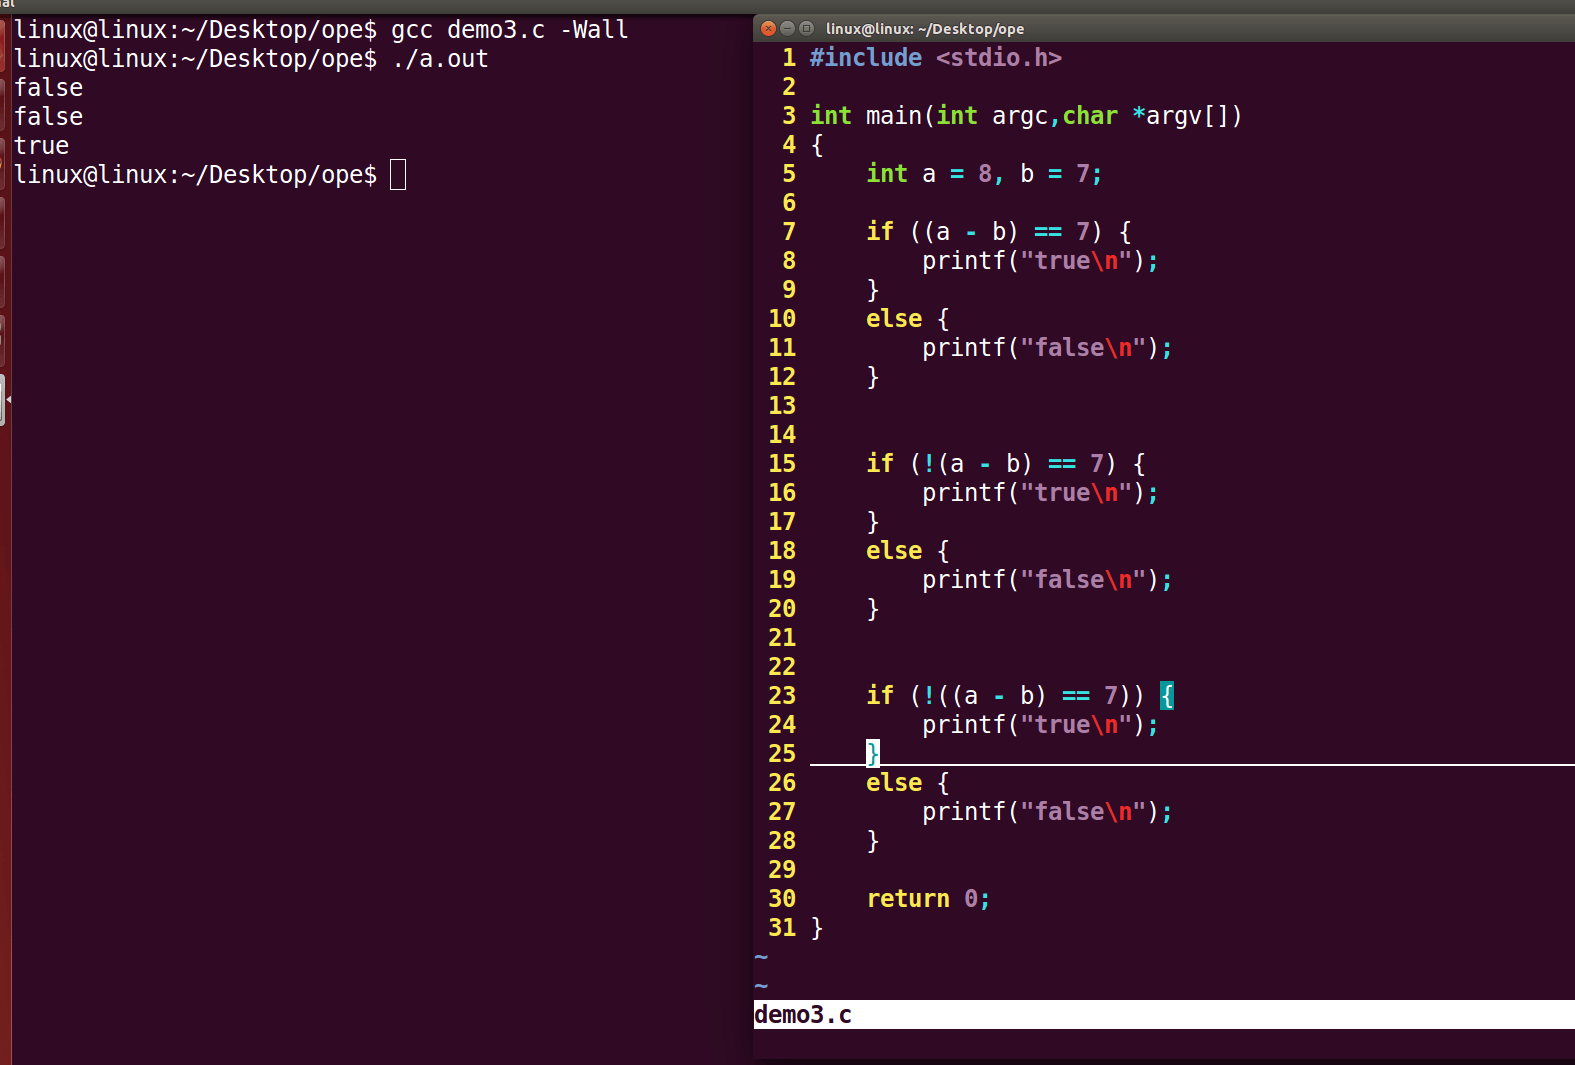 linux@linux:~/Desktop/ope$ gcc demo3.c -Wall
linux@linux:~/Desktop/ope$ ./a.out
false
false
true
linux@linux:~/Desktop/ope$
linux@linux: ~/Desktop/ope
1 #include <stdio.h>
2
3 int main(int argc,char *argv[])
4 {
5     int a = 8, b = 7;
6
7     if ((a - b) == 7) {
8         printf("true\n");
9     }
10     else {
11         printf("false\n");
12     }
13
14
15     if (!(a - b) == 7) {
16         printf("true\n");
17     }
18     else {
19         printf("false\n");
20     }
21
22
23     if (!((a - b) == 7)) {
24         printf("true\n");
25     }
26     else {
27         printf("false\n");
28     }
29
30     return 0;
31 }
~
~
demo3.c